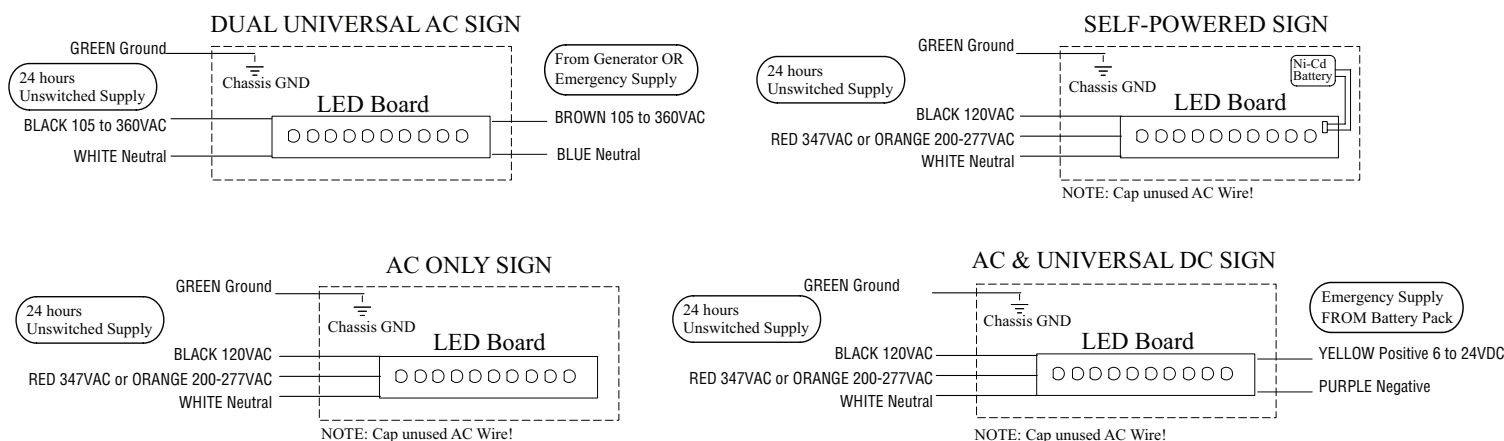 DUAL UNIVERSAL AC SIGN
GREEN Ground
24 hours
Unswitched Supply
Chassis GND
From Generator OR
Emergency Supply
LED Board
BLACK 105 to 360VAC
BROWN 105 to 360VAC
WHITE Neutral
BLUE Neutral
SELF-POWERED SIGN
GREEN Ground
24 hours
Unswitched Supply
Chassis GND
Ni-Cd
Battery
LED Board
BLACK 120VAC
RED 347VAC or ORANGE 200-277VAC
WHITE Neutral
NOTE: Cap unused AC Wire!
AC ONLY SIGN
GREEN Ground
24 hours
Unswitched Supply
Chassis GND
LED Board
BLACK 120VAC
RED 347VAC or ORANGE 200-277VAC
WHITE Neutral
NOTE: Cap unused AC Wire!
AC & UNIVERSAL DC SIGN
GREEN Ground
24 hours
Unswitched Supply
Chassis GND
Emergency Supply
FROM Battery Pack
LED Board
BLACK 120VAC
YELLOW Positive 6 to 24VDC
RED 347VAC or ORANGE 200-277VAC
PURPLE Negative
WHITE Neutral
NOTE: Cap unused AC Wire!